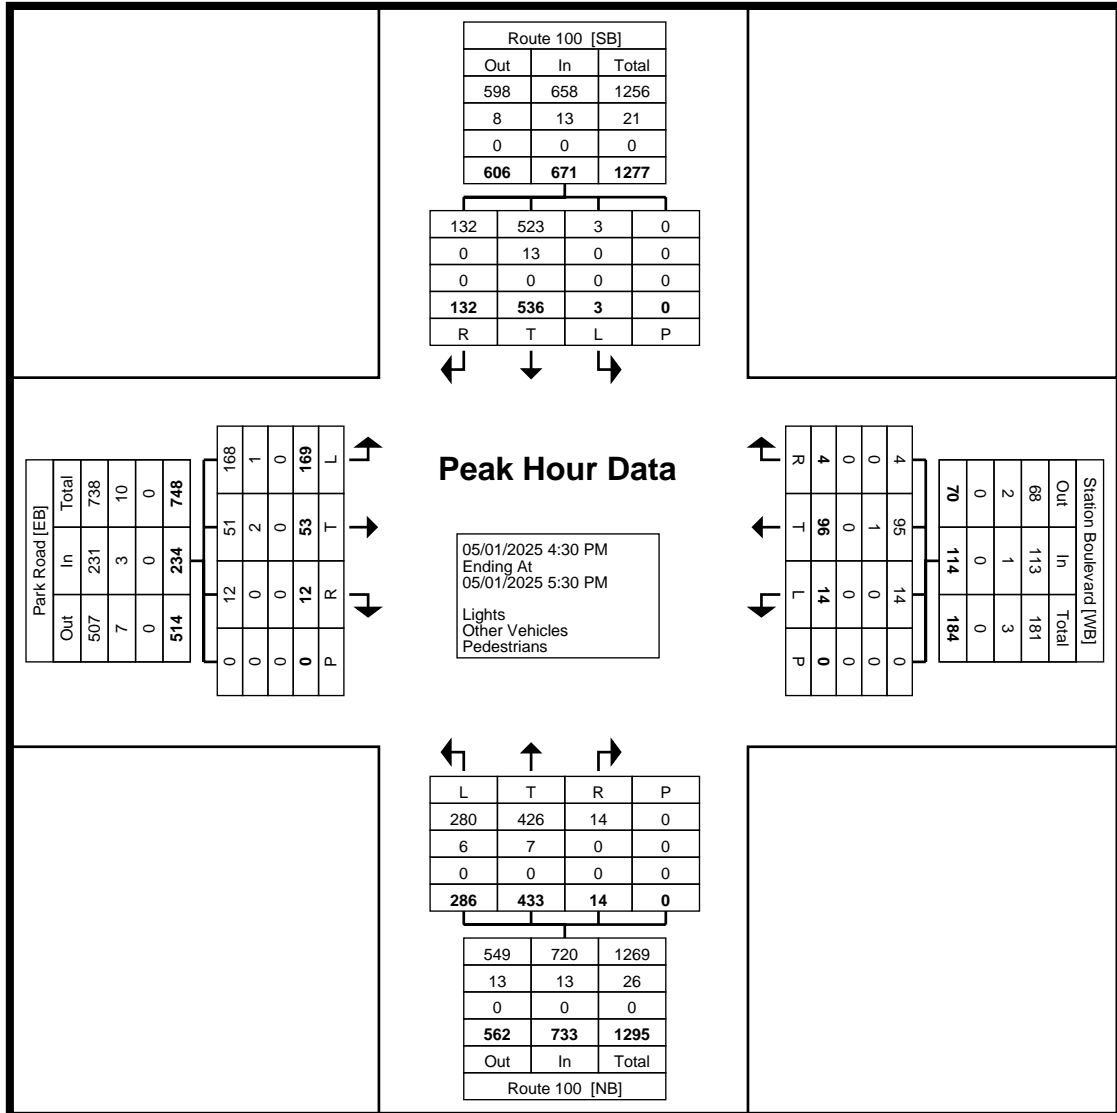 Route 100 [SB]
Out In Total
598 658 1256
8 13 21
0 0 0
606 671 1277
132 523 3 0
0 13 0 0
0 0 0 0
132 536 3 0
R T L P
Park Road [EB]
Out In Total
507 231 738
7 3 10
0 0 0
514 234 748
168 51 12 0
1 2 0 0
0 0 0 0
169 53 12 0
L T R P
Peak Hour Data
05/01/2025 4:30 PM
Ending At
05/01/2025 5:30 PM
Lights
Other Vehicles
Pedestrians
R T L P
4 96 14 0
0 0 0 0
0 1 0 0
4 95 14 0
Station Boulevard [WB]
Out In Total
68 113 181
2 1 3
0 0 0
70 114 184
L T R P
280 426 14 0
6 7 0 0
0 0 0 0
286 433 14 0
549 720 1269
13 13 26
0 0 0
562 733 1295
Out In Total
Route 100 [NB]